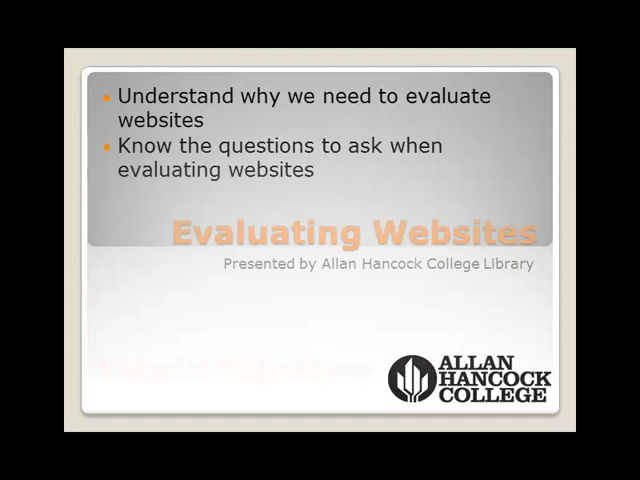 Understand why we need to evaluate
websites
Know the questions to ask when
evaluating websites
Evaluating Websites
Presented by Allan Hancock College Library
ALLAN
HANCOCK
COLLEGE